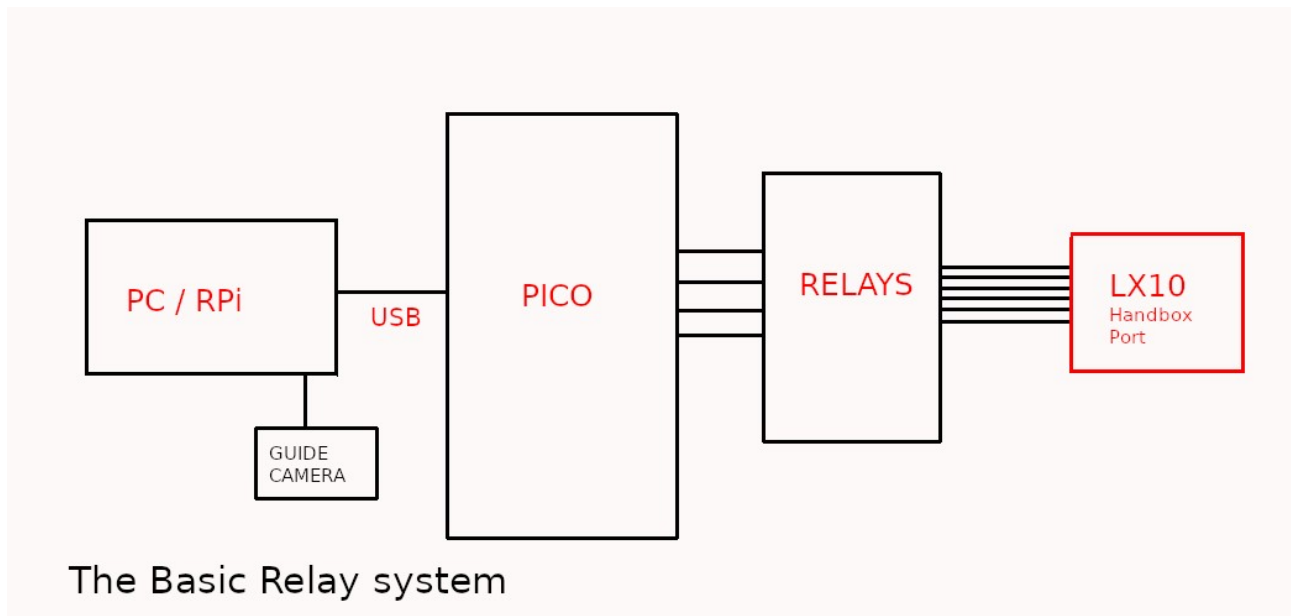 PC / RPi
USB
PICO
RELAYS
LX10
Handbox
Port
GUIDE
CAMERA
The Basic Relay system